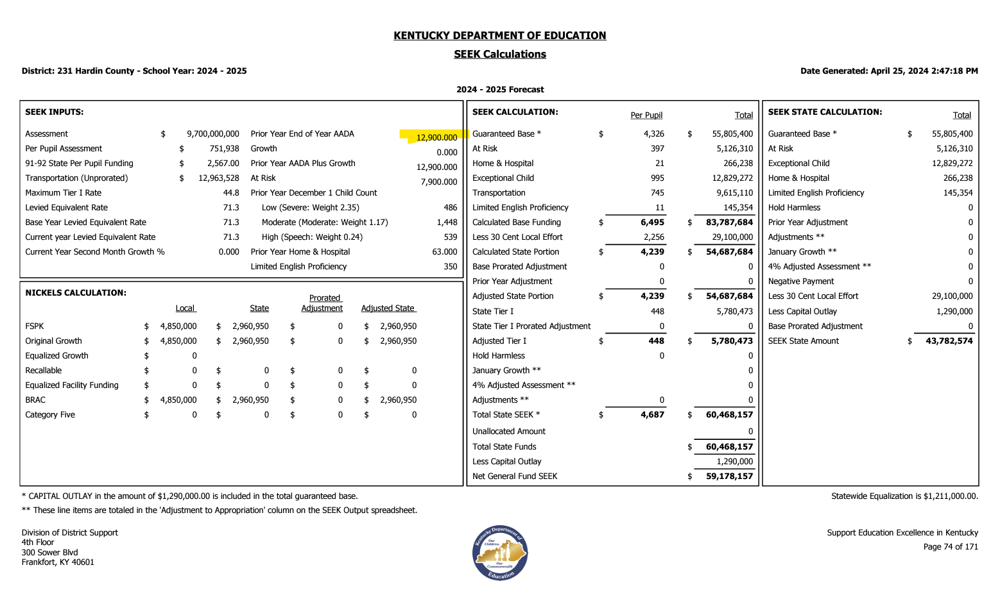 KENTUCKY DEPARTMENT OF EDUCATION
SEEK Calculations
District: 231 Hardin County - School Year: 2024 - 2025
Date Generated: April 25, 2024 2:47:18 PM
2024 - 2025 Forecast
SEEK INPUTS:
Assessment $ 9,700,000,000 Prior Year End of Year AADA 12,900.000
Per Pupil Assessment $ 751,938 Growth 0.000
91-92 State Per Pupil Funding $ 2,567.00 Prior Year AADA Plus Growth 12,900.000
Transportation (Unprorated) $ 12,963,528 At Risk 7,900.000
Maximum Tier I Rate 44.8 Prior Year December 1 Child Count
Levied Equivalent Rate 71.3 Low (Severe: Weight 2.35) 486
Base Year Levied Equivalent Rate 71.3 Moderate (Moderate: Weight 1.17) 1,448
Current year Levied Equivalent Rate 71.3 High (Speech: Weight 0.24) 539
Current Year Second Month Growth % 0.000 Prior Year Home & Hospital 63.000
Limited English Proficiency 350
NICKELS CALCULATION:
Local State Prorated Adjustment Adjusted State
FSPK $ 4,850,000 $ 2,960,950 $ 0 $ 2,960,950
Original Growth $ 4,850,000 $ 2,960,950 $ 0 $ 2,960,950
Equalized Growth $ 0
Recallable $ 0 $ 0 $ 0 $ 0
Equalized Facility Funding $ 0 $ 0 $ 0 $ 0
BRAC $ 4,850,000 $ 2,960,950 $ 0 $ 2,960,950
Category Five $ 0 $ 0 $ 0 $ 0
SEEK CALCULATION:
Per Pupil Total
Guaranteed Base * $ 4,326 $ 55,805,400
At Risk 397 5,126,310
Home & Hospital 21 266,238
Exceptional Child 995 12,829,272
Transportation 745 9,615,110
Limited English Proficiency 11 145,354
Calculated Base Funding $ 6,495 $ 83,787,684
Less 30 Cent Local Effort 2,256 29,100,000
Calculated State Portion $ 4,239 $ 54,687,684
Base Prorated Adjustment 0 0
Prior Year Adjustment 0 0
Adjusted State Portion $ 4,239 $ 54,687,684
State Tier I 448 5,780,473
State Tier I Prorated Adjustment 0 0
Adjusted Tier I $ 448 $ 5,780,473
Hold Harmless 0 0
January Growth ** 0
4% Adjusted Assessment ** 0
Adjustments ** 0 0
Total State SEEK * $ 4,687 $ 60,468,157
Unallocated Amount 0
Total State Funds $ 60,468,157
Less Capital Outlay 1,290,000
Net General Fund SEEK $ 59,178,157
SEEK STATE CALCULATION:
Total
Guaranteed Base * $ 55,805,400
At Risk 5,126,310
Exceptional Child 12,829,272
Home & Hospital 266,238
Limited English Proficiency 145,354
Hold Harmless 0
Prior Year Adjustment 0
Adjustments ** 0
January Growth ** 0
4% Adjusted Assessment ** 0
Negative Payment 0
Less 30 Cent Local Effort 29,100,000
Less Capital Outlay 1,290,000
Base Prorated Adjustment 0
SEEK State Amount $ 43,782,574
* CAPITAL OUTLAY in the amount of $1,290,000.00 is included in the total guaranteed base.
Statewide Equalization is $1,211,000.00.
** These line items are totaled in the 'Adjustment to Appropriation' column on the SEEK Output spreadsheet.
Division of District Support
4th Floor
300 Sower Blvd
Frankfort, KY 40601
Kentucky Department of
Our
Children,
Our
Commonwealth
Education
Support Education Excellence in Kentucky
Page 74 of 171